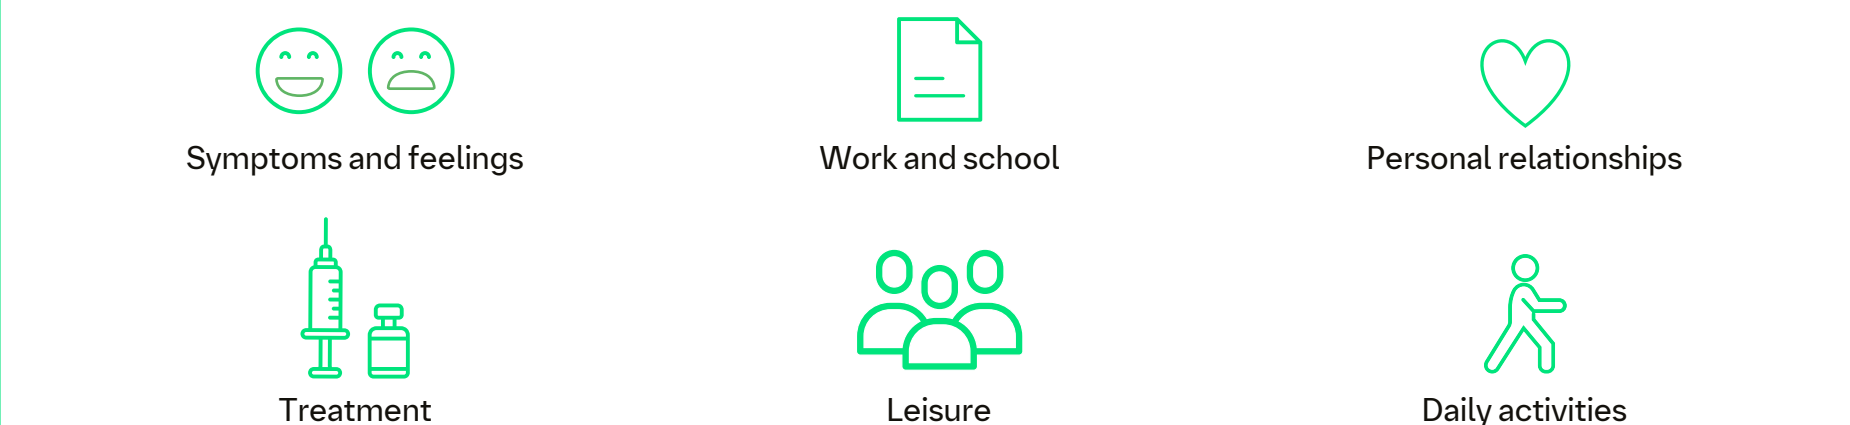 Symptoms and feelings
Work and school
Personal relationships
Treatment
Leisure
Daily activities